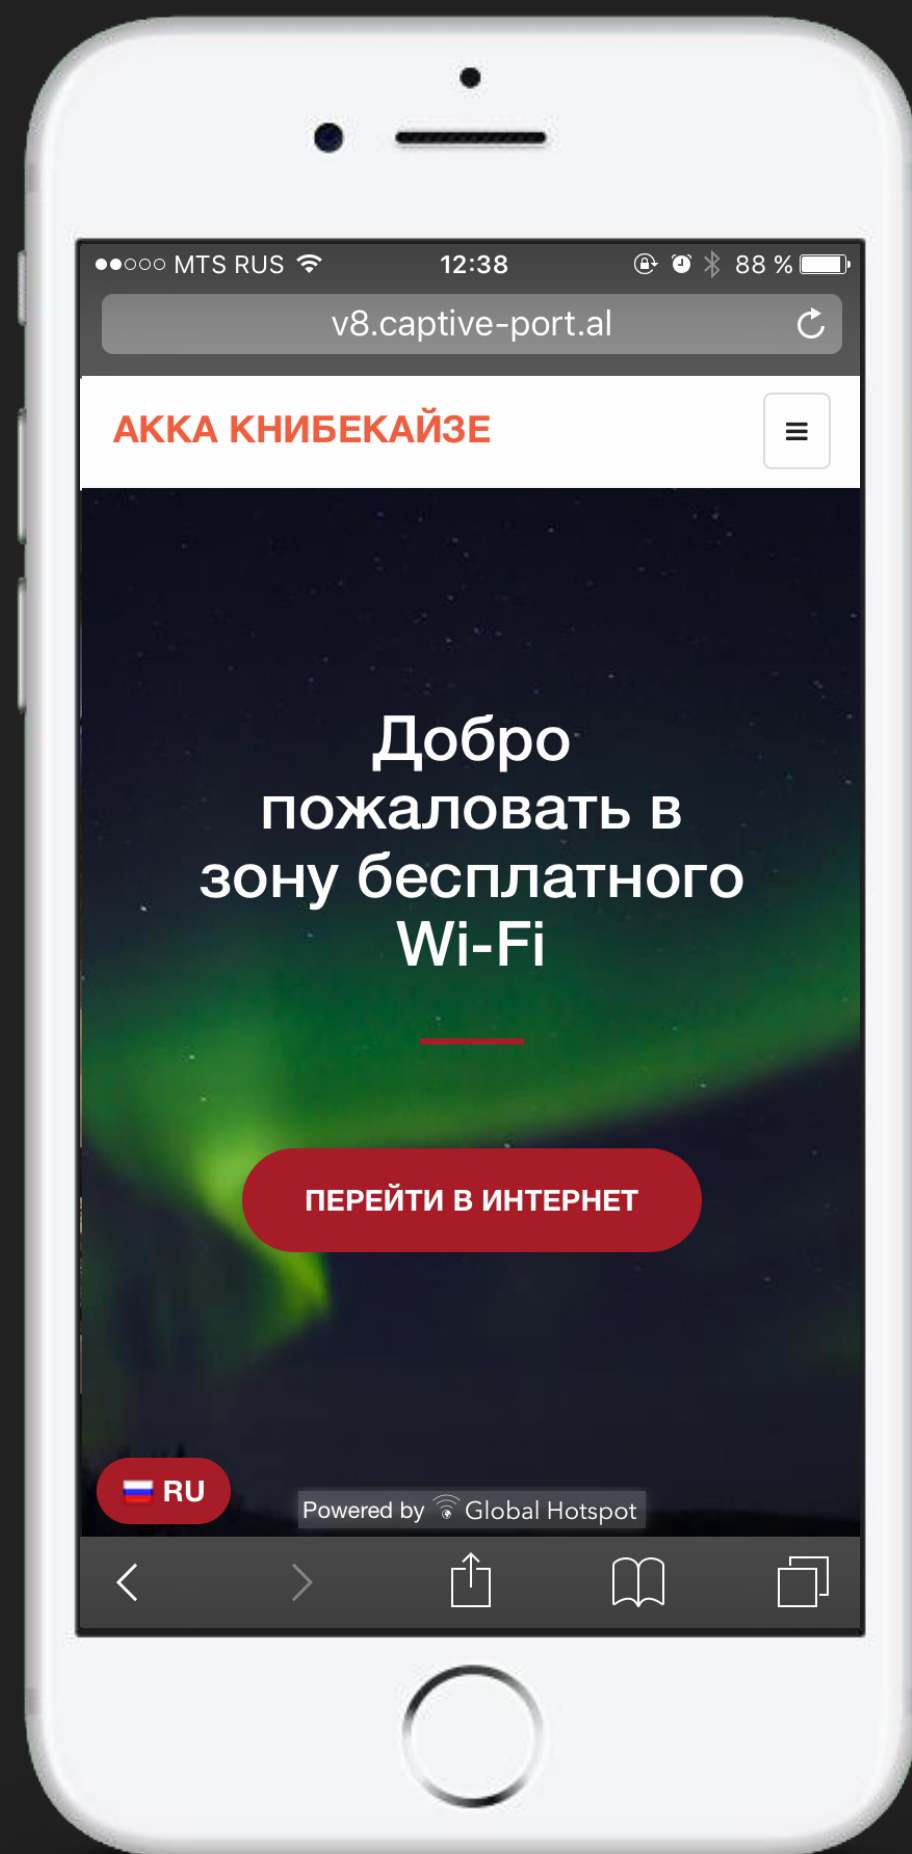 MTS RUS 12:38 88 %
v8.captive-port.al
АККА КНИБЕКАЙЗЕ
Добро
пожаловать в
зону бесплатного
Wi-Fi
ПЕРЕЙТИ В ИНТЕРНЕТ
RU
Powered by Global Hotspot